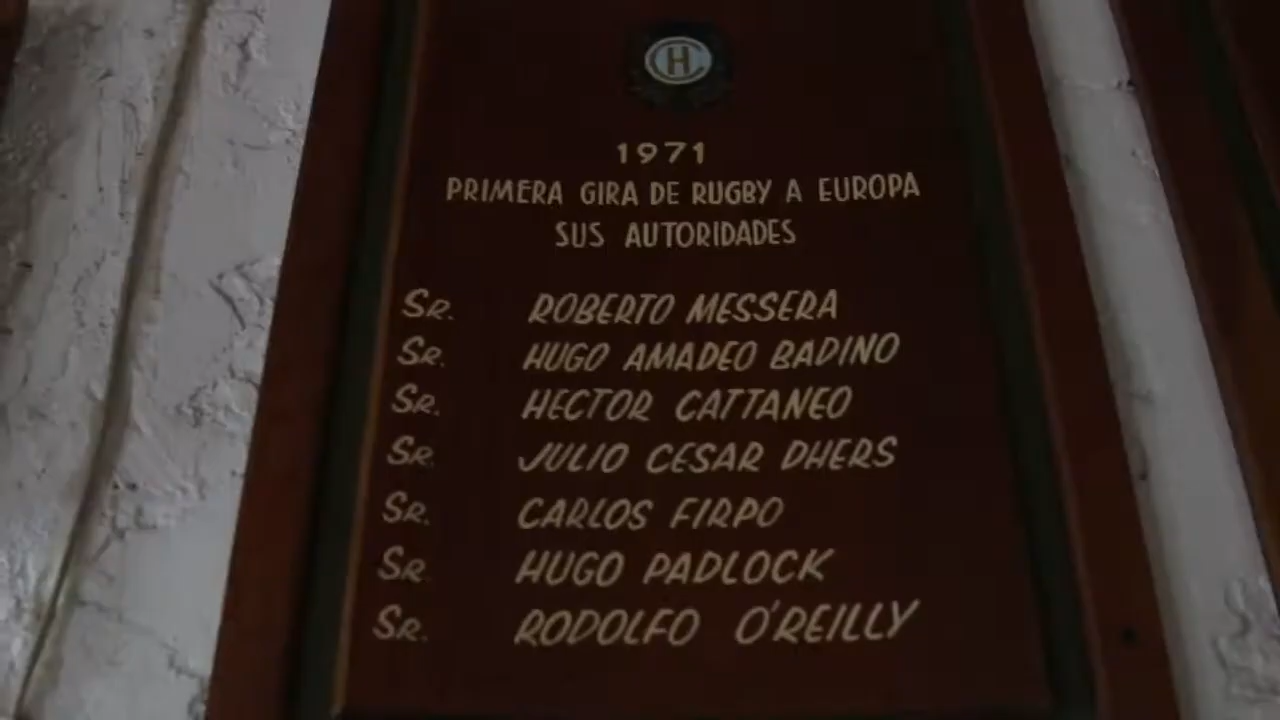 CH
1971
PRIMERA GIRA DE RUGBY A EUROPA
SUS AUTORIDADES
SR. ROBERTO MESSERA
SR. HUGO AMADEO BADINO
SR. HECTOR CATTANEO
SR. JULIO CESAR DHERS
SR. CARLOS FIRPO
SR. HUGO PADLOCK
SR. RODOLFO O'REILLY